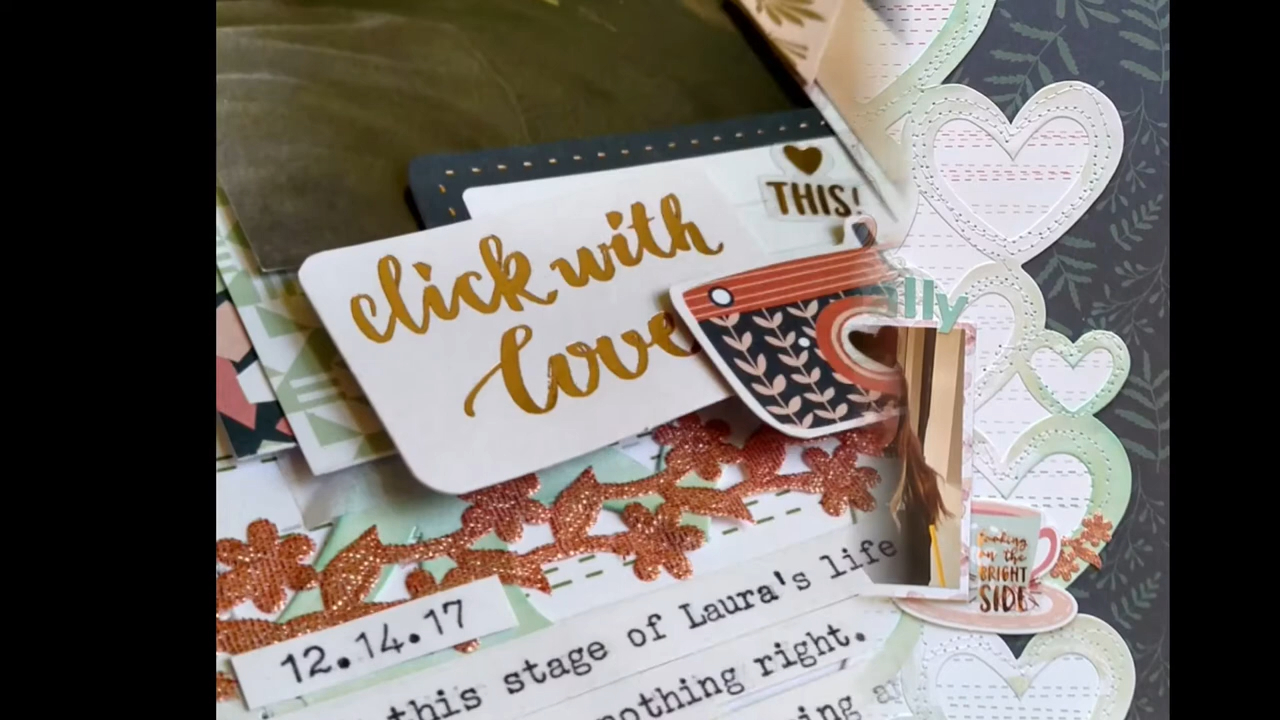 THIS!
click with
love
lly
looking
on the
BRIGHT
SIDE
12.14.17
this stage of Laura's life
nothing right.